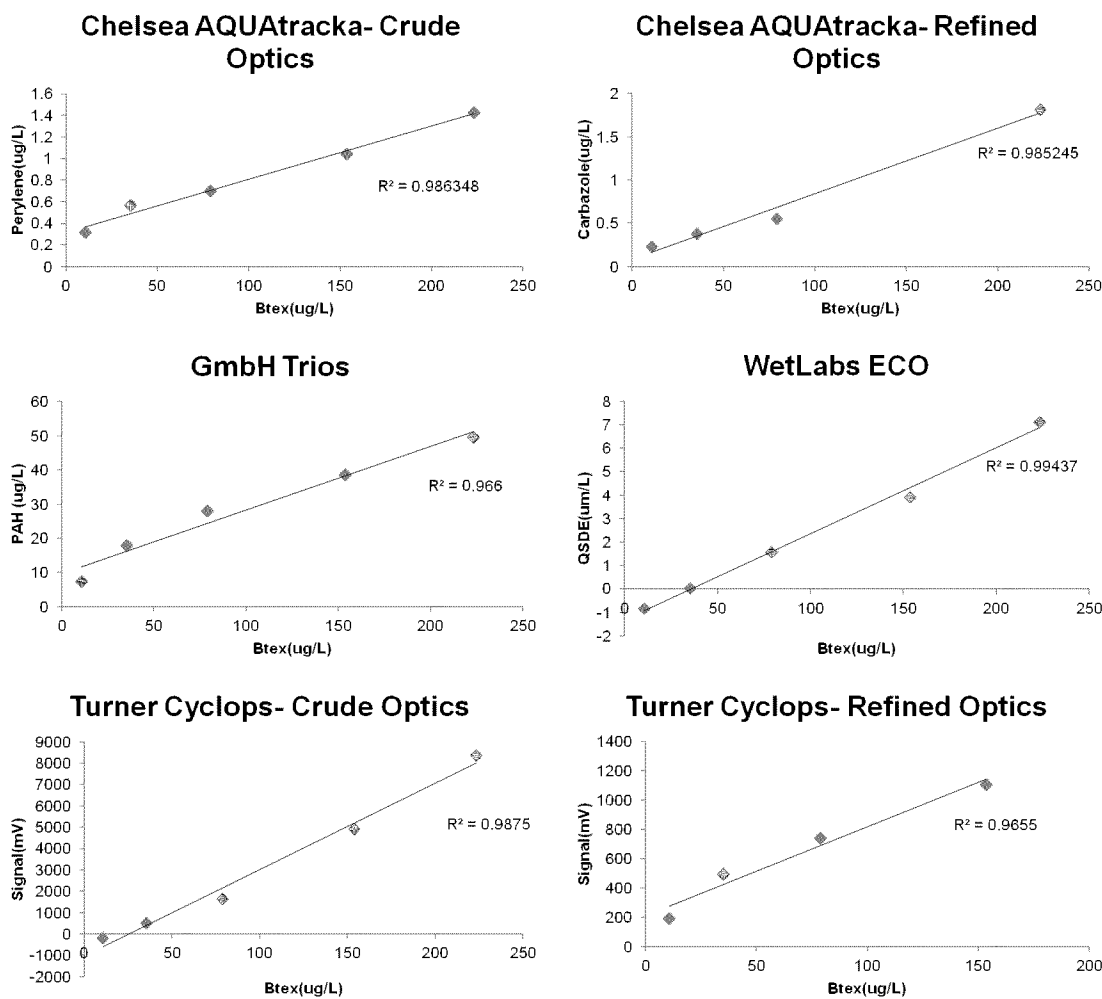 Chelsea AQUAtracka- Crude
Optics
1.6
1.4
1.2
1
0.8
0.6
0.4
0.2
0
Perylene(ug/L)
R² = 0.986348
0 50 100 150 200 250
Btex(ug/L)
Chelsea AQUAtracka- Refined
Optics
2
1.5
1
0.5
0
Carbazole(ug/L)
R² = 0.985245
0 50 100 150 200 250
Btex(ug/L)
GmbH Trios
60
50
40
30
20
10
0
PAH (ug/L)
R² = 0.966
0 50 100 150 200 250
Btex(ug/L)
WetLabs ECO
8
7
6
5
4
3
2
1
0
-1
-2
QSDE(um/L)
R² = 0.99437
0 50 100 150 200 250
Btex(ug/L)
Turner Cyclops- Crude Optics
9000
8000
7000
6000
5000
4000
3000
2000
1000
0
-1000
-2000
Signal(mV)
R² = 0.9875
0 50 100 150 200 250
Btex(ug/L)
Turner Cyclops- Refined Optics
1400
1200
1000
800
600
400
200
0
Signal(mV)
R² = 0.9655
0 50 100 150 200
Btex(ug/L)